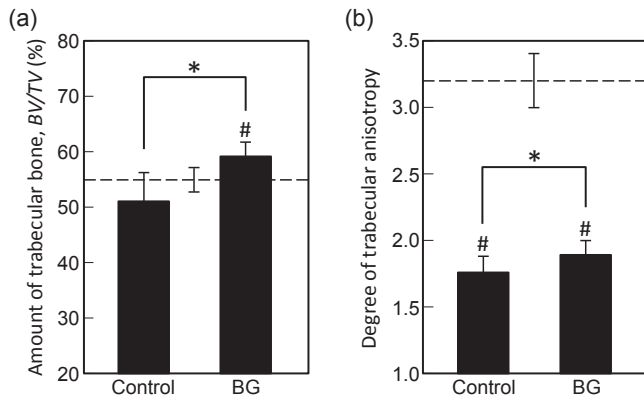 (a)
Amount of trabecular bone, BV/TV (%)
80
70
60
50
40
30
20
*
#
Control
BG
(b)
Degree of trabecular anisotropy
3.5
3.0
2.5
2.0
1.5
1.0
*
#
#
Control
BG